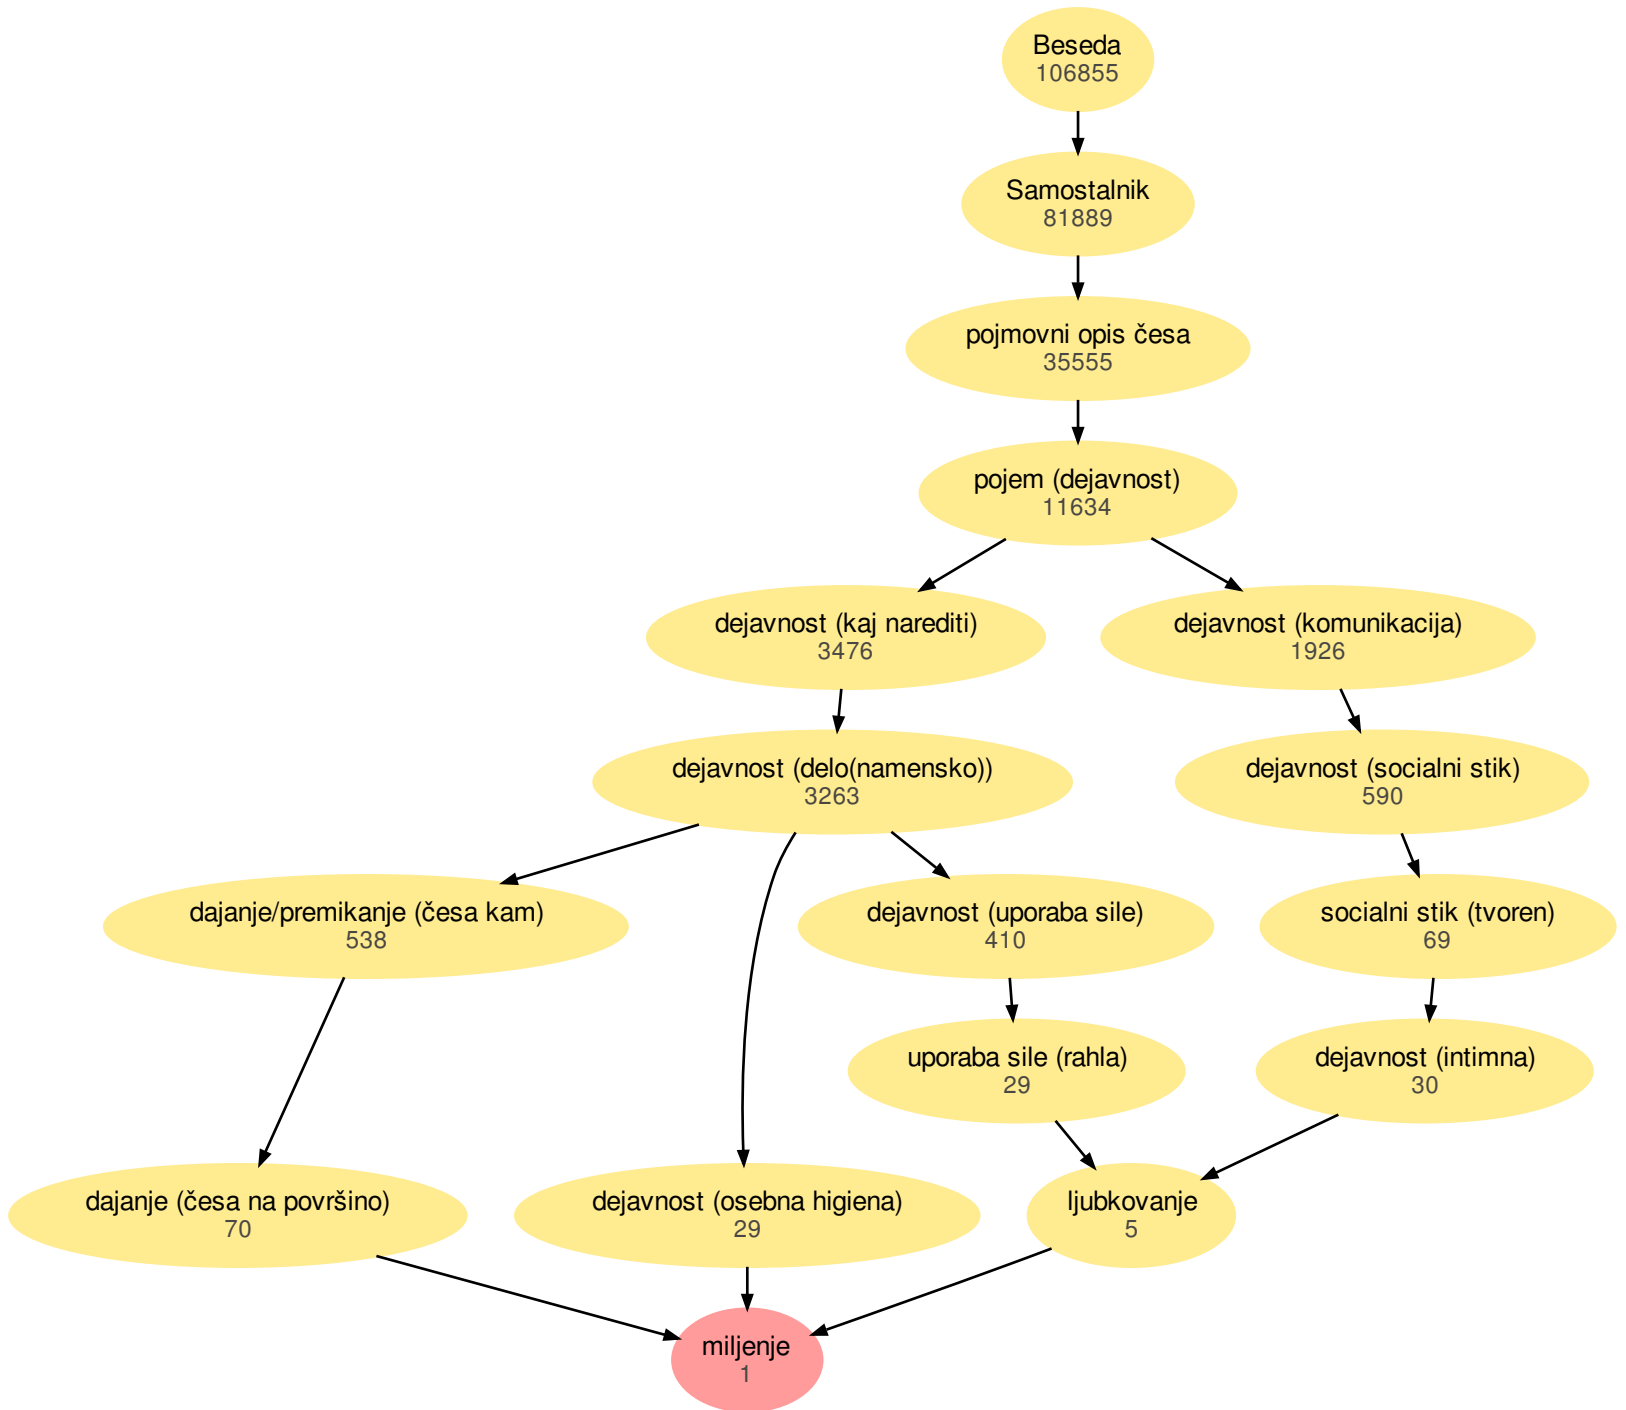 Beseda
106855
Samostalnik
81889
pojmovni opis česa
35555
pojem (dejavnost)
11634
dejavnost (kaj narediti)
3476
dejavnost (komunikacija)
1926
dejavnost (delo(namensko))
3263
dejavnost (socialni stik)
590
dajanje/premikanje (česa kam)
538
dejavnost (uporaba sile)
410
socialni stik (tvoren)
69
uporaba sile (rahla)
29
dejavnost (intimna)
30
dajanje (česa na površino)
70
dejavnost (osebna higiena)
29
ljubkovanje
5
miljenje
1